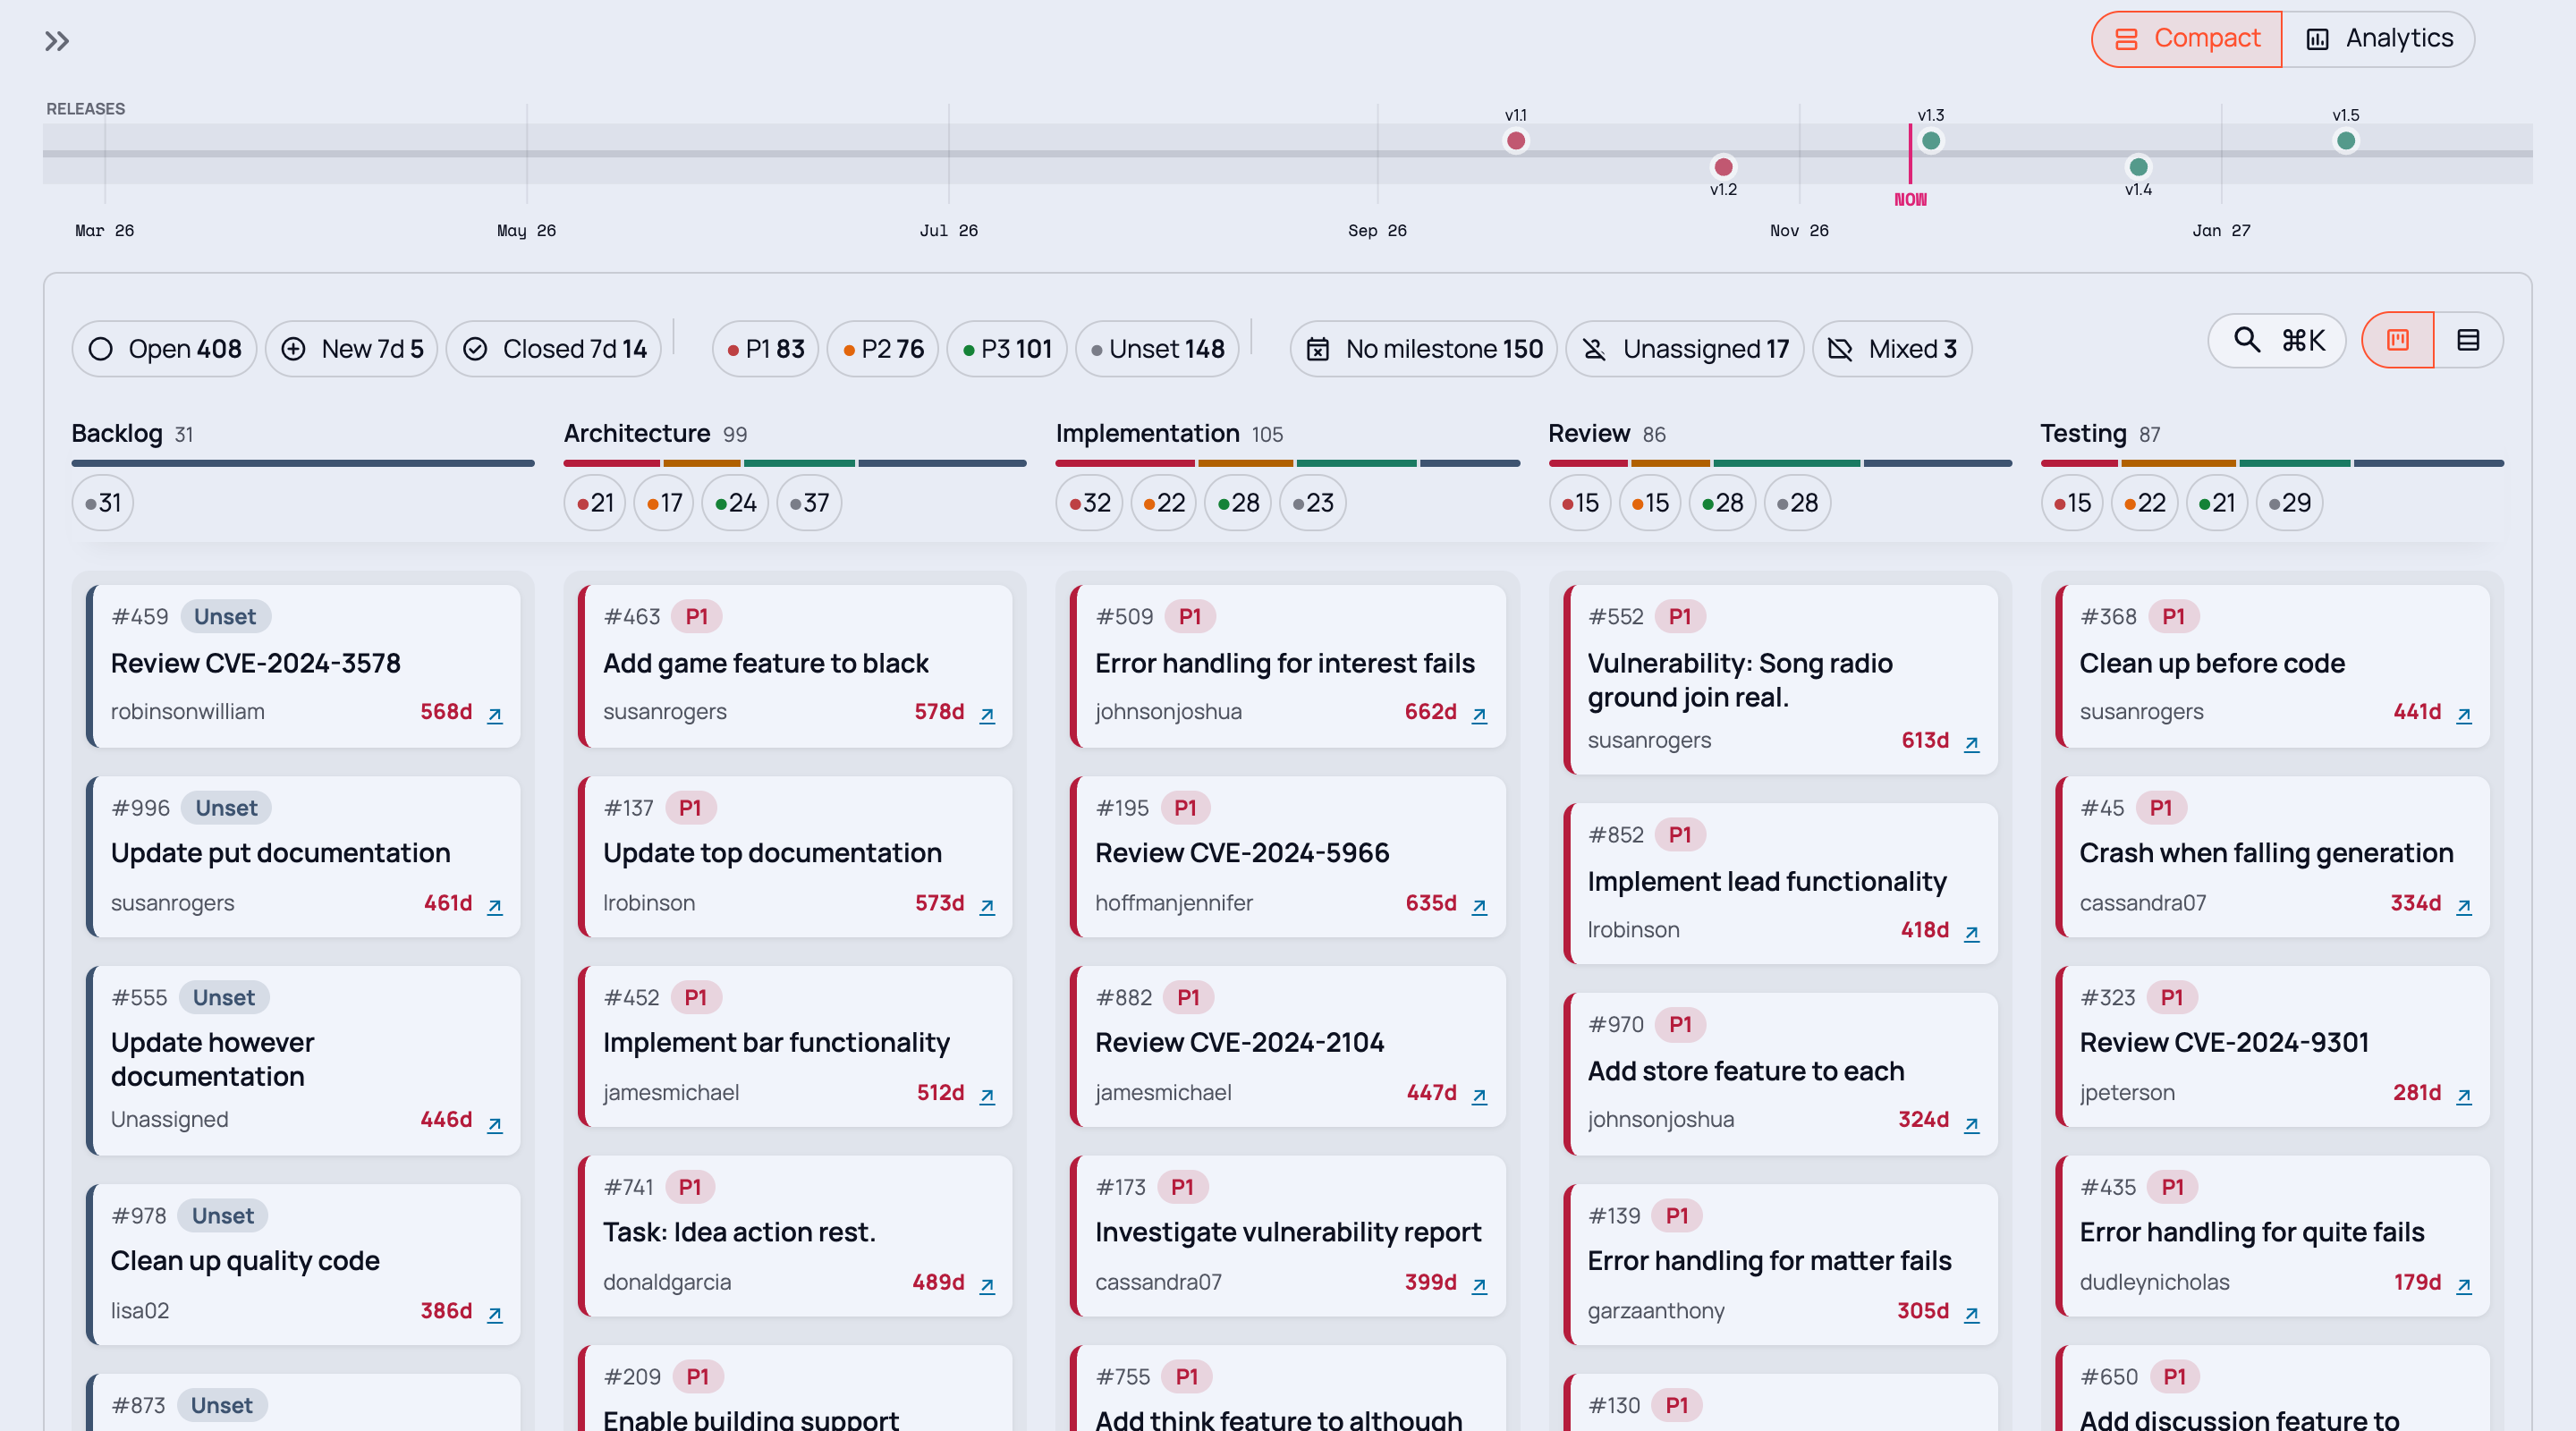 Compact
Analytics
RELEASES
v1.1
v1.3
v1.5
v1.2
v1.4
NOW
Mar 26
May 26
Jul 26
Sep 26
Nov 26
Jan 27
Open 408
New 7d 5
Closed 7d 14
P1 83
P2 76
P3 101
Unset 148
No milestone 150
Unassigned 17
Mixed 3
⌘K
Backlog 31
31
Architecture 99
21
17
24
37
Implementation 105
32
22
28
23
Review 86
15
15
28
28
Testing 87
15
22
21
29
#459 Unset
Review CVE-2024-3578
robinsonwilliam 568d
#996 Unset
Update put documentation
susanrogers 461d
#555 Unset
Update however
documentation
Unassigned 446d
#978 Unset
Clean up quality code
lisa02 386d
#873 Unset
#463 P1
Add game feature to black
susanrogers 578d
#137 P1
Update top documentation
lrobinson 573d
#452 P1
Implement bar functionality
jamesmichael 512d
#741 P1
Task: Idea action rest.
donaldgarcia 489d
#209 P1
Enable building support
#509 P1
Error handling for interest fails
johnsonjoshua 662d
#195 P1
Review CVE-2024-5966
hoffmanjennifer 635d
#882 P1
Review CVE-2024-2104
jamesmichael 447d
#173 P1
Investigate vulnerability report
cassandra07 399d
#755 P1
Add think feature to although
#552 P1
Vulnerability: Song radio
ground join real.
susanrogers 613d
#852 P1
Implement lead functionality
lrobinson 418d
#970 P1
Add store feature to each
johnsonjoshua 324d
#139 P1
Error handling for matter fails
garzaanthony 305d
#130 P1
#368 P1
Clean up before code
susanrogers 441d
#45 P1
Crash when falling generation
cassandra07 334d
#323 P1
Review CVE-2024-9301
jpeterson 281d
#435 P1
Error handling for quite fails
dudleynicholas 179d
#650 P1
Add discussion feature to